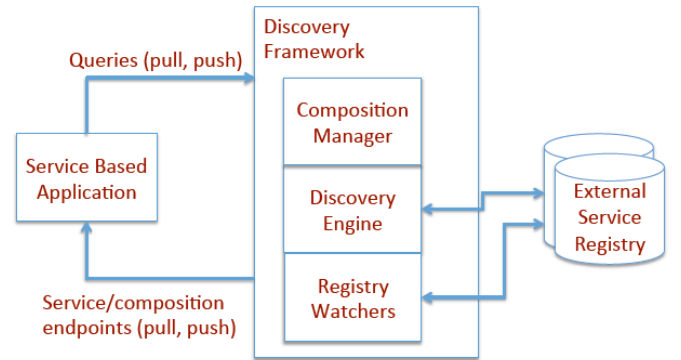 Discovery
Framework
Queries (pull, push)
Composition
Manager
Service Based
Application
Discovery
Engine
External
Service
Registry
Registry
Watchers
Service/composition
endpoints (pull, push)